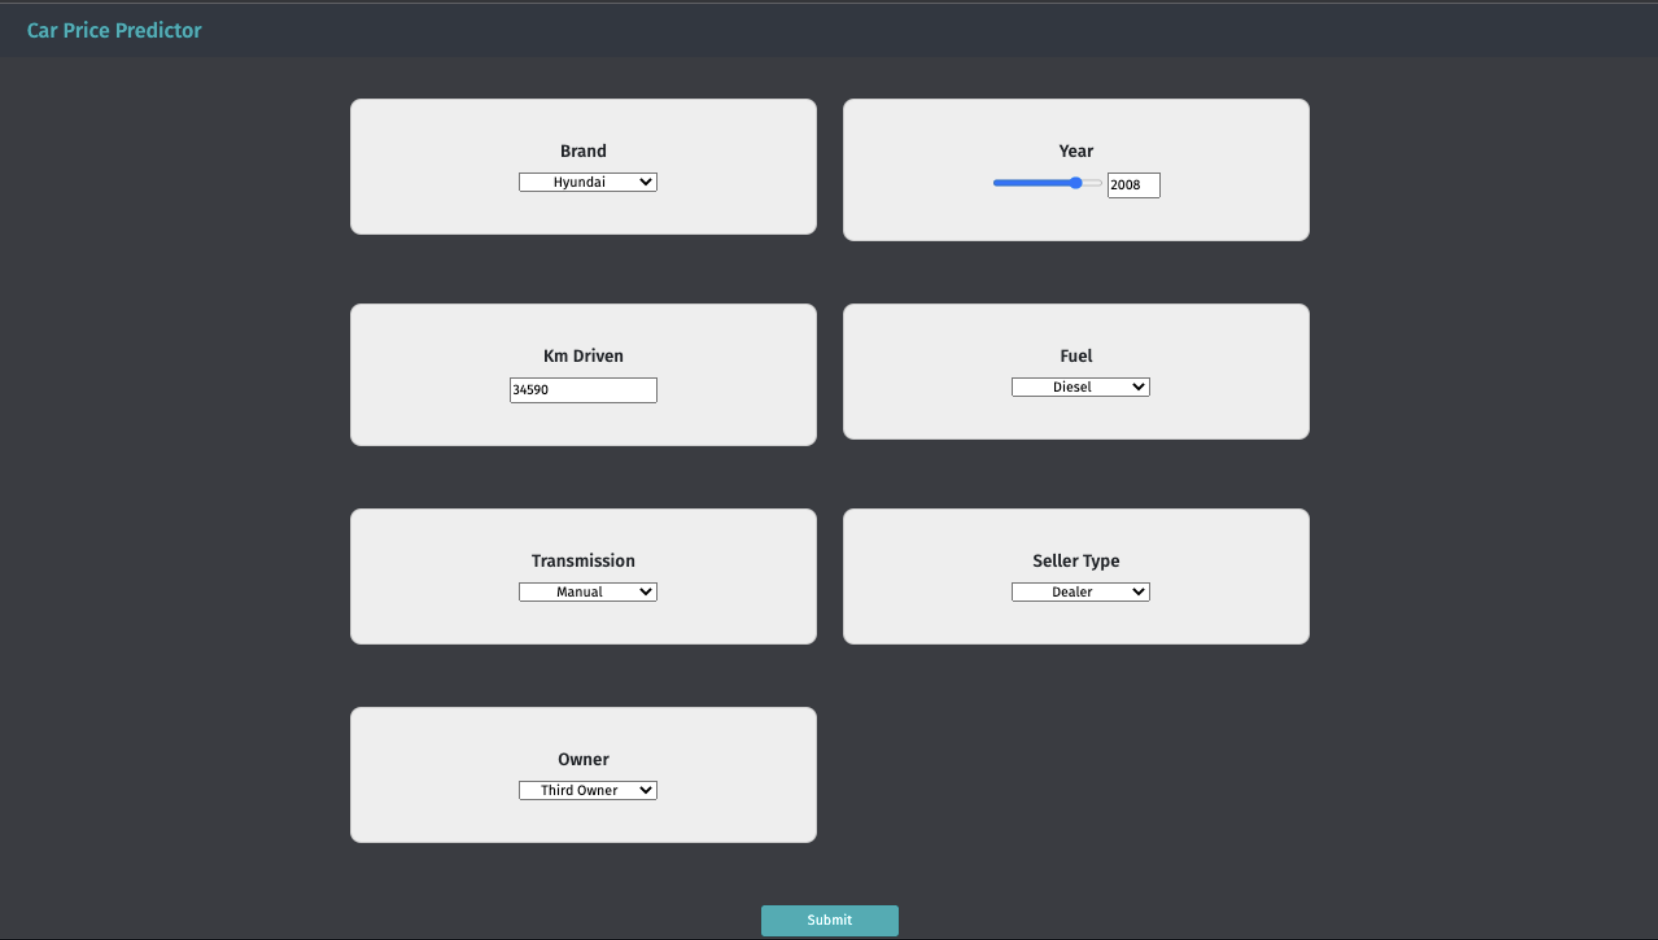 Car Price Predictor
Brand
Hyundai
Year
2008
Km Driven
34590
Fuel
Diesel
Transmission
Manual
Seller Type
Dealer
Owner
Third Owner
Submit